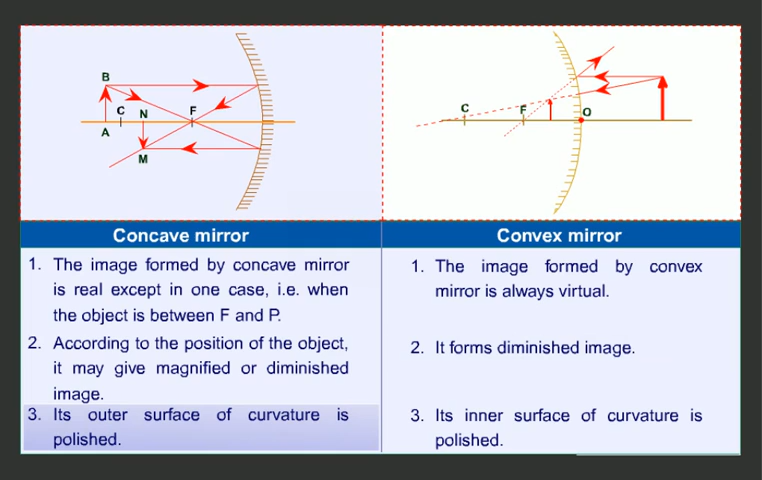 B
C N F
A
M
C F O
Concave mirror
Convex mirror
1. The image formed by concave mirror
is real except in one case, i.e. when
the object is between F and P.
2. According to the position of the object,
it may give magnified or diminished
image.
3. Its outer surface of curvature is
polished.
1. The image formed by convex
mirror is always virtual.
2. It forms diminished image.
3. Its inner surface of curvature is
polished.